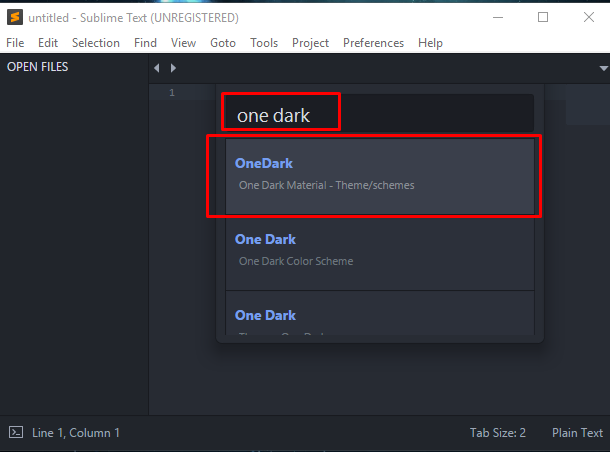 untitled - Sublime Text (UNREGISTERED)
File Edit Selection Find View Goto Tools Project Preferences Help
OPEN FILES
1
one dark
OneDark
One Dark Material - Theme/schemes
One Dark
One Dark Color Scheme
One Dark
Line 1, Column 1
Tab Size: 2
Plain Text